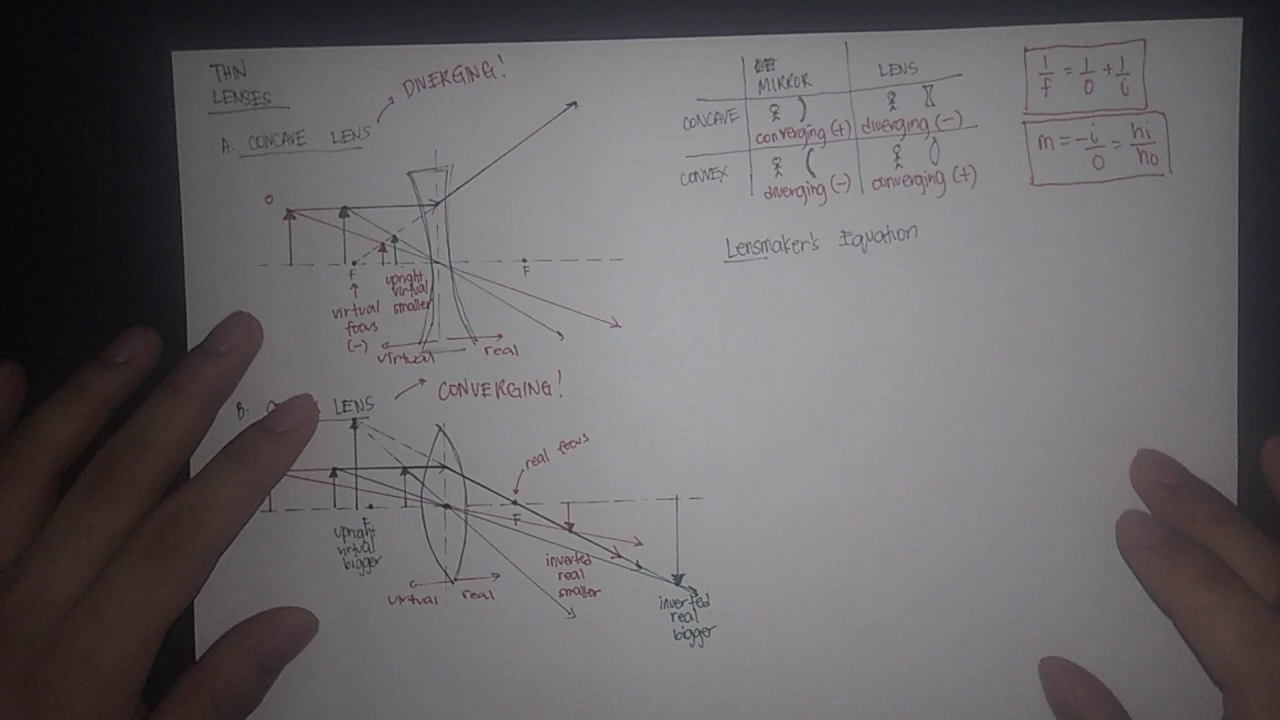 THIN
LENSES
A. CONCAVE LENS
DIVERGING!
O
F
F
virtual
focus
(-)
upright
virtual
smaller
virtual
real
B.
LENS
CONVERGING!
real focus
F
F
upright
virtual
bigger
virtual
real
inverted
real
smaller
inverted
real
bigger
MIRROR LENS
CONCAVE
converging (+) diverging (-)
CONVEX
diverging (-) converging (+)
1/f = 1/o + 1/i
m = -i/o = hi/ho
Lensmaker's Equation